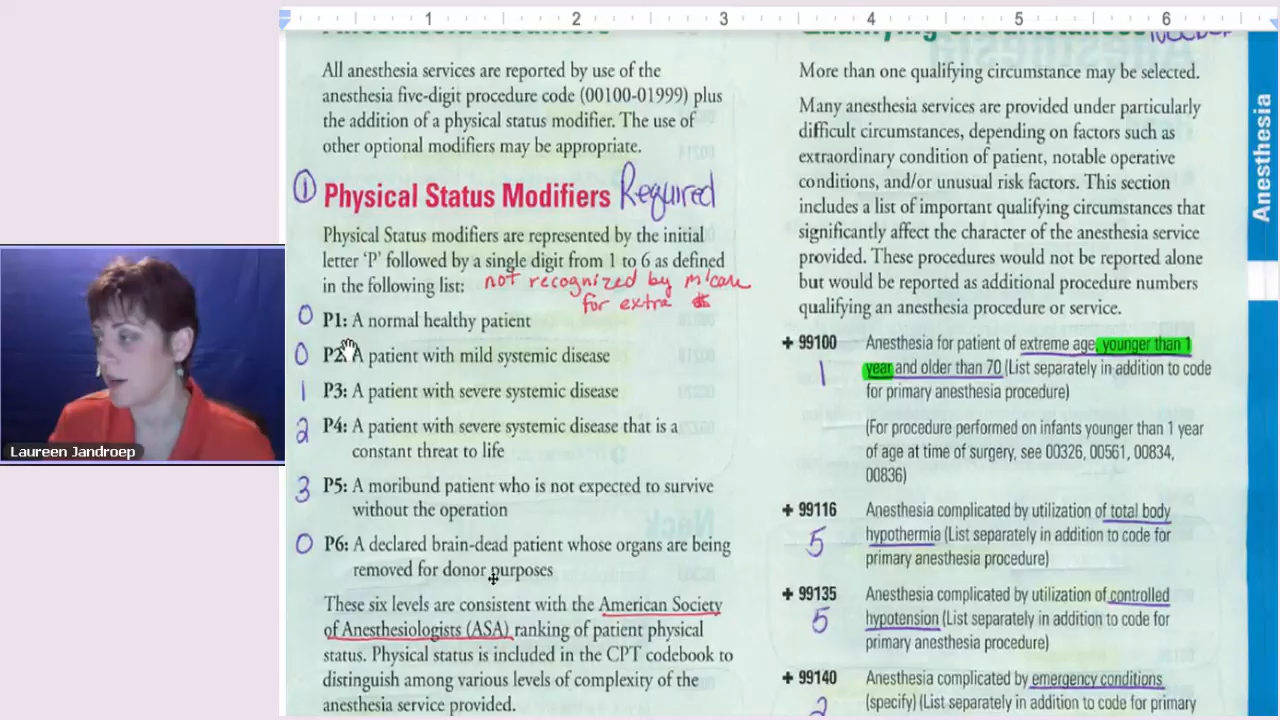 1 2 3 4 5 6
Anesthesia Modifiers
All anesthesia services are reported by use of the
anesthesia five-digit procedure code (00100-01999) plus
the addition of a physical status modifier. The use of
other optional modifiers may be appropriate.
① Physical Status Modifiers Required
Physical Status modifiers are represented by the initial
letter ‘P’ followed by a single digit from 1 to 6 as defined
in the following list: not recognized by m/care
for extra $
0 P1: A normal healthy patient
0 P2: A patient with mild systemic disease
1 P3: A patient with severe systemic disease
2 P4: A patient with severe systemic disease that is a
constant threat to life
3 P5: A moribund patient who is not expected to survive
without the operation
0 P6: A declared brain-dead patient whose organs are being
removed for donor purposes
These six levels are consistent with the American Society
of Anesthesiologists (ASA) ranking of patient physical
status. Physical status is included in the CPT codebook to
distinguish among various levels of complexity of the
anesthesia service provided.
Qualifying Circumstances
More than one qualifying circumstance may be selected.
Many anesthesia services are provided under particularly
difficult circumstances, depending on factors such as
extraordinary condition of patient, notable operative
conditions, and/or unusual risk factors. This section
includes a list of important qualifying circumstances that
significantly affect the character of the anesthesia service
provided. These procedures would not be reported alone
but would be reported as additional procedure numbers
qualifying an anesthesia procedure or service.
+ 99100 Anesthesia for patient of extreme age, younger than 1
1 year and older than 70 (List separately in addition to code
for primary anesthesia procedure)
(For procedure performed on infants younger than 1 year
of age at time of surgery, see 00326, 00561, 00834,
00836)
+ 99116 Anesthesia complicated by utilization of total body
5 hypothermia (List separately in addition to code for
primary anesthesia procedure)
+ 99135 Anesthesia complicated by utilization of controlled
5 hypotension (List separately in addition to code for
primary anesthesia procedure)
+ 99140 Anesthesia complicated by emergency conditions
2 (specify) (List separately in addition to code for primary
Anesthesia
Laureen Jandroep